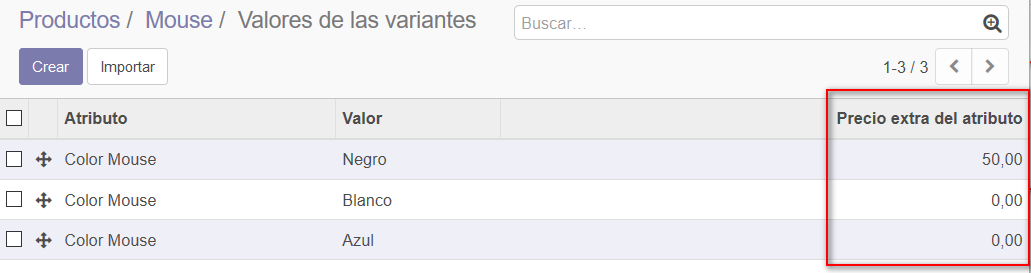 Productos / Mouse / Valores de las variantes
Buscar...
Crear Importar
1-3 / 3
Atributo Valor Precio extra del atributo
Color Mouse Negro 50,00
Color Mouse Blanco 0,00
Color Mouse Azul 0,00